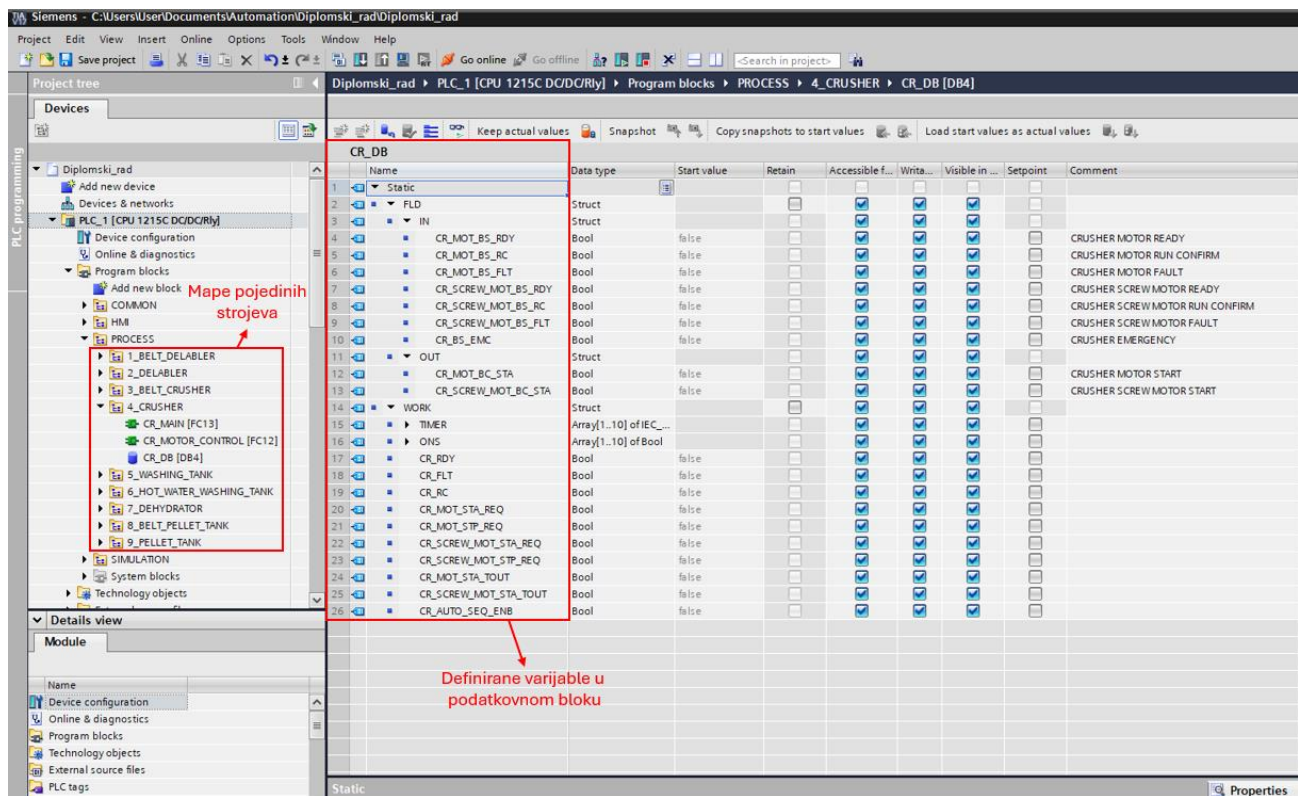 Siemens - C:\Users\User\Documents\Automation\Diplomski_rad\Diplomski_rad
Project Edit View Insert Online Options Tools Window Help
Save project Go online Go offline <Search in project>
Project tree
Diplomski_rad PLC_1 [CPU 1215C DC/DC/Rly] Program blocks PROCESS 4_CRUSHER CR_DB [DB4]
Devices
Keep actual values Snapshot Copy snapshots to start values Load start values as actual values
PLC programming
Diplomski_rad
Add new device
Devices & networks
PLC_1 [CPU 1215C DC/DC/Rly]
Device configuration
Online & diagnostics
Program blocks
Add new block
COMMON
HMI
PROCESS
1_BELT_DELABLER
2_DELABLER
3_BELT_CRUSHER
4_CRUSHER
CR_MAIN [FC13]
CR_MOTOR_CONTROL [FC12]
CR_DB [DB4]
5_WASHING_TANK
6_HOT_WATER_WASHING_TANK
7_DEHYDRATOR
8_BELT_PELLET_TANK
9_PELLET_TANK
SIMULATION
System blocks
Technology objects
Mape pojedinih
strojeva
CR_DB
Name Data type Start value Retain Accessible f... Writa... Visible in ... Setpoint Comment
1 Static
2 FLD Struct
3 IN Struct
4 CR_MOT_BS_RDY Bool false CRUSHER MOTOR READY
5 CR_MOT_BS_RC Bool false CRUSHER MOTOR RUN CONFIRM
6 CR_MOT_BS_FLT Bool false CRUSHER MOTOR FAULT
7 CR_SCREW_MOT_BS_RDY Bool false CRUSHER SCREW MOTOR READY
8 CR_SCREW_MOT_BS_RC Bool false CRUSHER SCREW MOTOR RUN CONFIRM
9 CR_SCREW_MOT_BS_FLT Bool false CRUSHER SCREW MOTOR FAULT
10 CR_BS_EMC Bool false CRUSHER EMERGENCY
11 OUT Struct
12 CR_MOT_BC_STA Bool false CRUSHER MOTOR START
13 CR_SCREW_MOT_BC_STA Bool false CRUSHER SCREW MOTOR START
14 WORK Struct
15 TIMER Array[1..10] of IEC_...
16 ONS Array[1..10] of Bool
17 CR_RDY Bool false
18 CR_FLT Bool false
19 CR_RC Bool false
20 CR_MOT_STA_REQ Bool false
21 CR_MOT_STP_REQ Bool false
22 CR_SCREW_MOT_STA_REQ Bool false
23 CR_SCREW_MOT_STP_REQ Bool false
24 CR_MOT_STA_TOUT Bool false
25 CR_SCREW_MOT_STA_TOUT Bool false
26 CR_AUTO_SEQ_ENB Bool false
Definirane varijable u
podatkovnom bloku
Details view
Module
Name
Device configuration
Online & diagnostics
Program blocks
Technology objects
External source files
PLC tags
Static
Properties